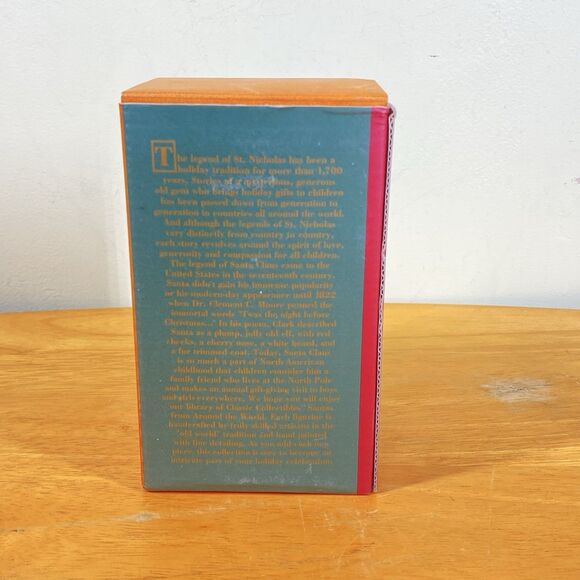 The legend of St. Nicholas has been a
holiday tradition for more than 1,700
years. Stories of a mysterious, generous
old gent who brings holiday gifts to children
has been passed down from generation to
generation in countries all around the world.
And although the legends of St. Nicholas
vary distinctly from country to country,
each story revolves around the spirit of love,
generosity and compassion for all children.
The legend of Santa Claus came to the
United States in the seventeenth century.
Santa didn't gain his immense popularity
or his modern-day appearance until 1822
when Dr. Clement C. Moore penned the
immortal words "Twas the night before
Christmas..." In his poem, Clark described
Santa as a plump, jolly old elf, with red
cheeks, a cherry nose, a white beard, and
a fur trimmed coat. Today, Santa Claus
is so much a part of North American
childhood that children consider him a
family friend who lives at the North Pole
and makes an annual gift-giving visit to boys
and girls everywhere. We hope you will enjoy
our library of Classic Collectibles" Santas
from Around the World. Each figurine is
handcrafted by truly skilled artisans in the
"old world" tradition and hand painted
with fine detailing. As you add each new
piece, this collection is sure to become an
intricate part of your holiday celebration.